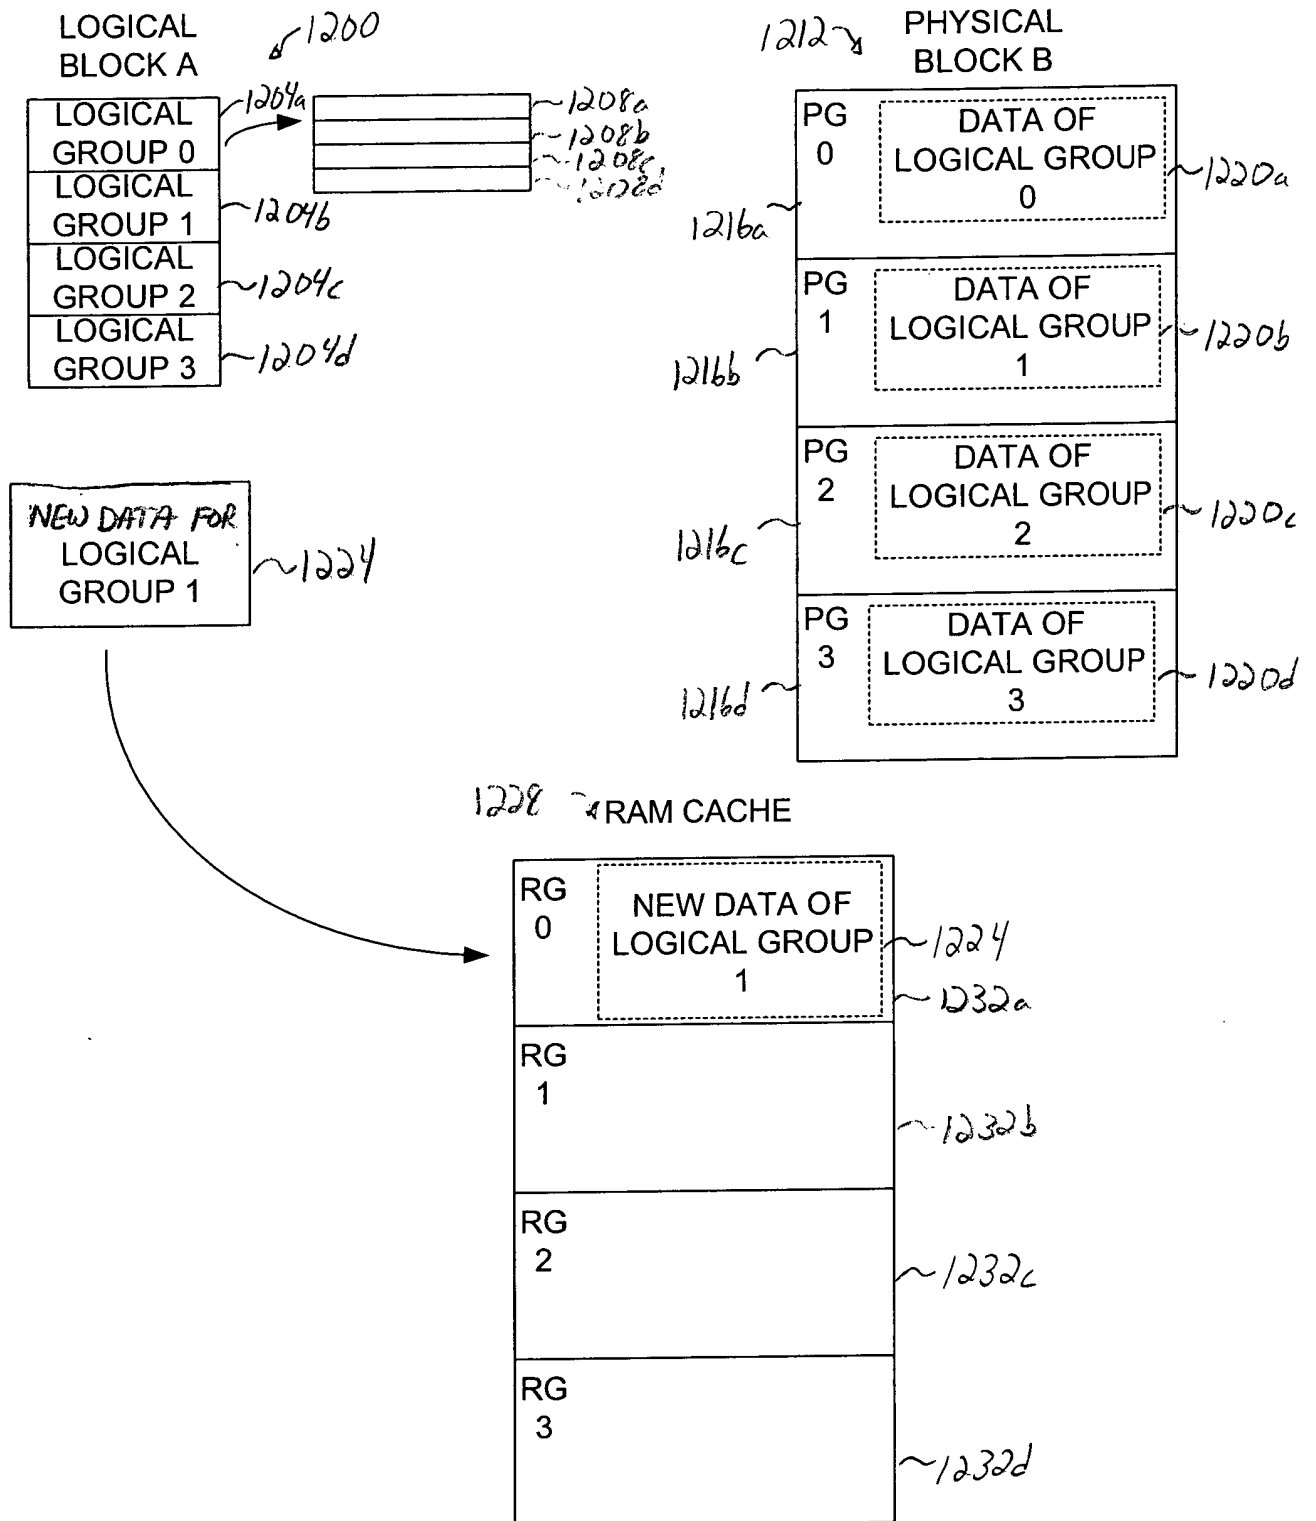 LOGICAL
BLOCK A
1200
LOGICAL
GROUP 0
1204a
LOGICAL
GROUP 1
1204b
LOGICAL
GROUP 2
1204c
LOGICAL
GROUP 3
1204d
1208a
1208b
1208c
1208d
1212
PHYSICAL
BLOCK B
PG
0
DATA OF
LOGICAL GROUP
0
1220a
1216a
PG
1
DATA OF
LOGICAL GROUP
1
1220b
1216b
PG
2
DATA OF
LOGICAL GROUP
2
1220c
1216c
PG
3
DATA OF
LOGICAL GROUP
3
1220d
1216d
NEW DATA FOR
LOGICAL
GROUP 1
1224
1228
RAM CACHE
RG
0
NEW DATA OF
LOGICAL GROUP
1
1224
1232a
RG
1
1232b
RG
2
1232c
RG
3
1232d